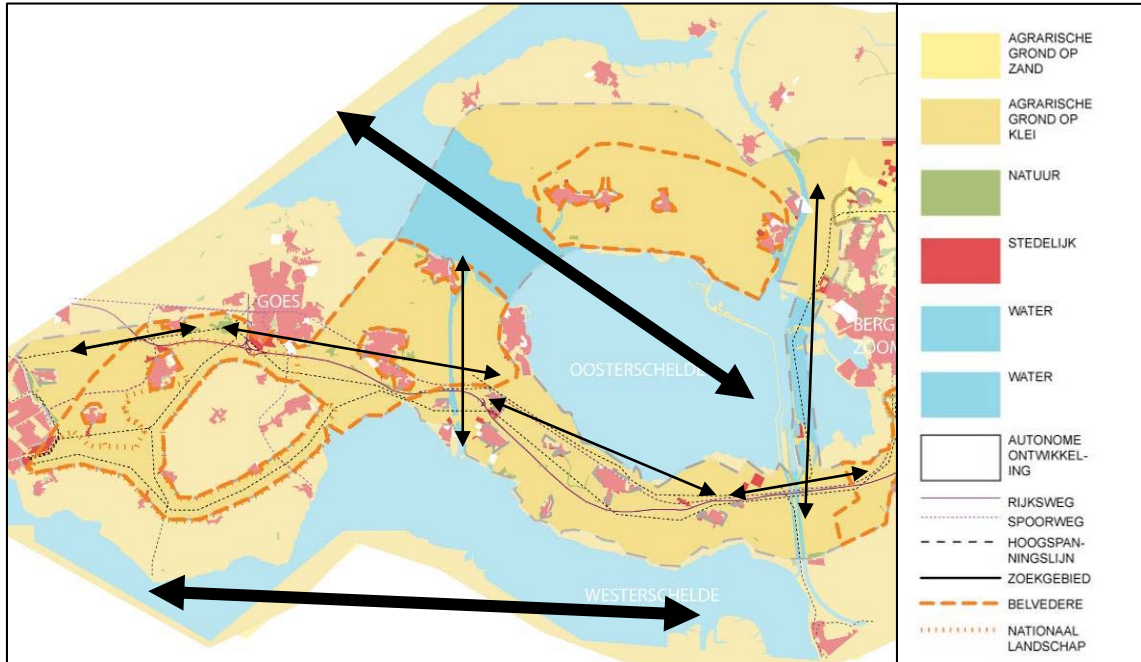 GOES
OOSTERSCHELDE
BERG
ZOOM
WESTERSCHELDE
AGRARISCHE
GROND OP
ZAND
AGRARISCHE
GROND OP
KLEI
NATUUR
STEDELIJK
WATER
WATER
AUTONOME
ONTWIKKEL-
ING
RIJKSWEG
SPOORWEG
HOOGSPAN-
NINGSLIJN
ZOEKGEBIED
BELVEDERE
NATIONAAL
LANDSCHAP